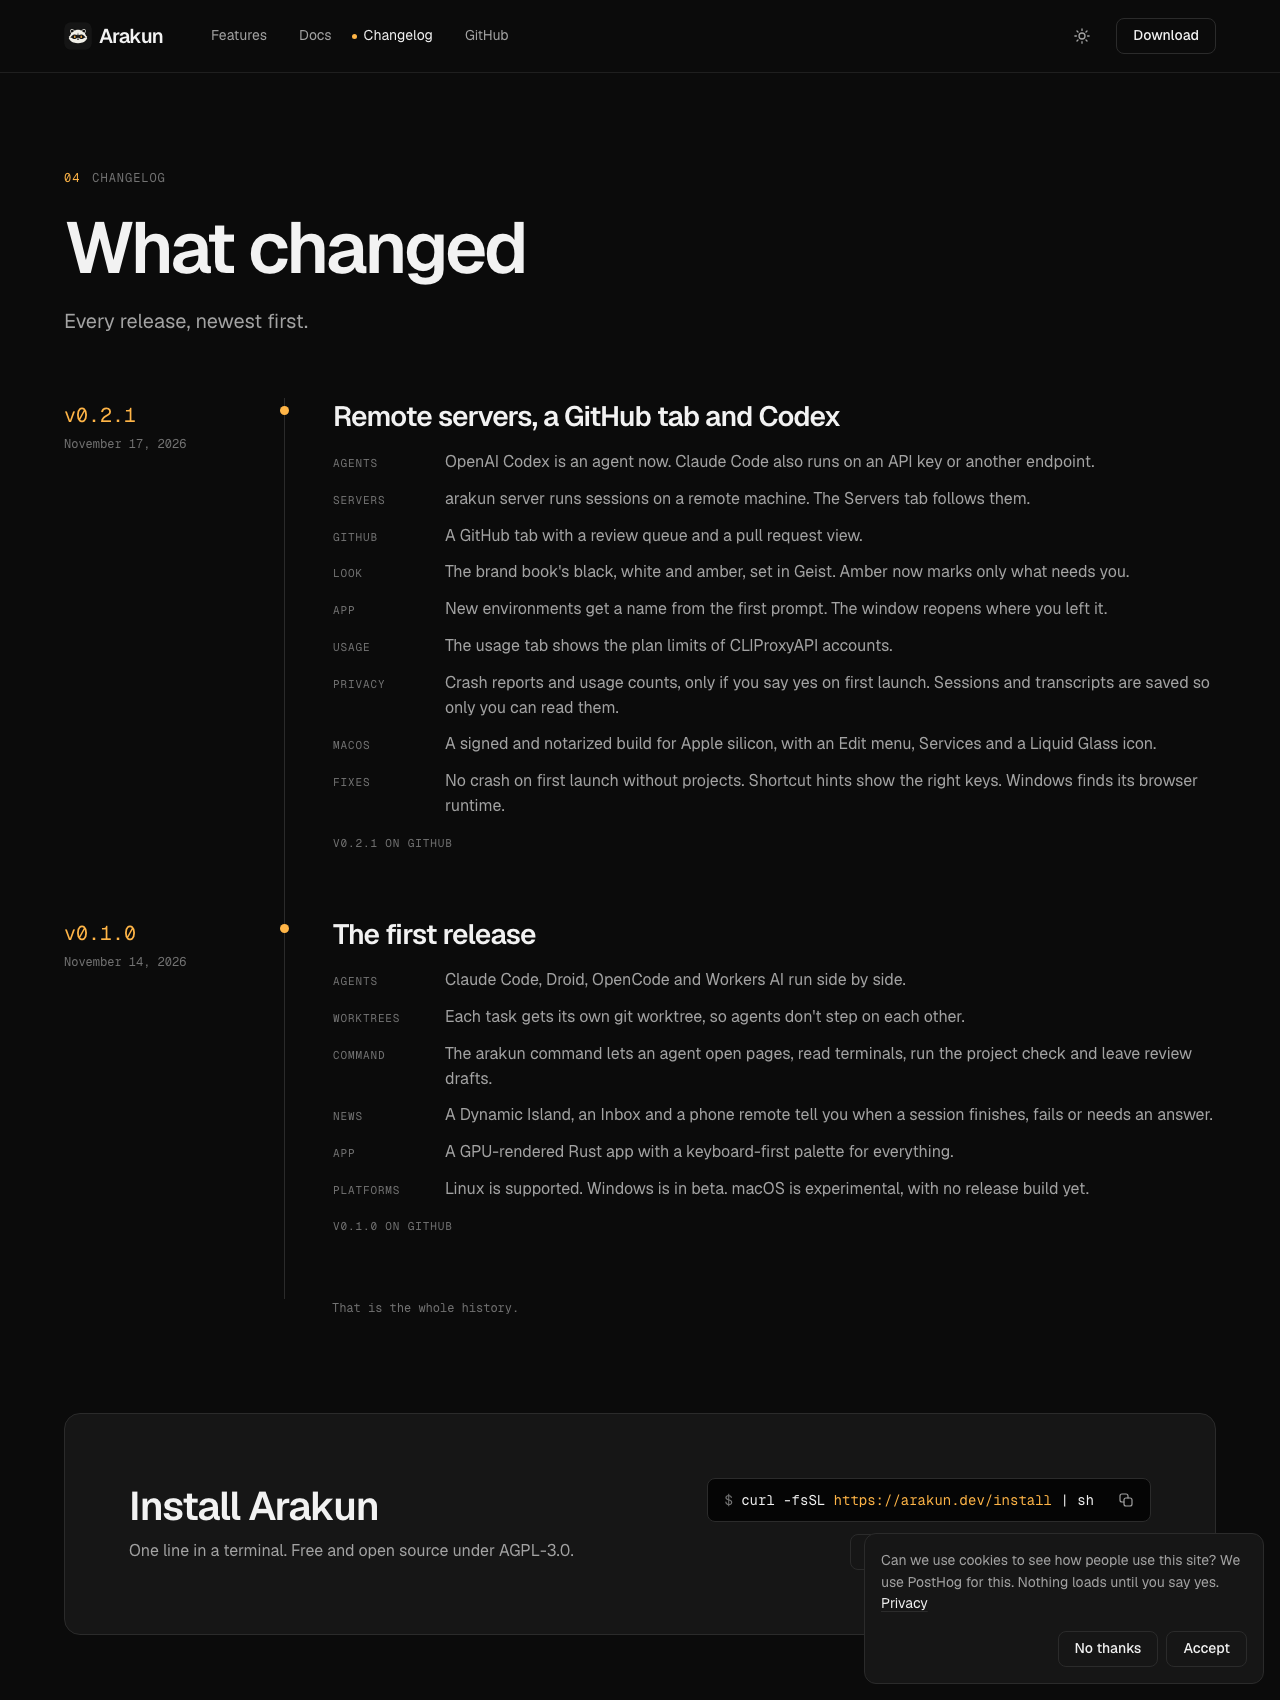 Arakun
Features
Docs
Changelog
GitHub
Download
04 CHANGELOG
What changed
Every release, newest first.
v0.2.1
November 17, 2026
Remote servers, a GitHub tab and Codex
AGENTS
OpenAI Codex is an agent now. Claude Code also runs on an API key or another endpoint.
SERVERS
arakun server runs sessions on a remote machine. The Servers tab follows them.
GITHUB
A GitHub tab with a review queue and a pull request view.
LOOK
The brand book's black, white and amber, set in Geist. Amber now marks only what needs you.
APP
New environments get a name from the first prompt. The window reopens where you left it.
USAGE
The usage tab shows the plan limits of CLIProxyAPI accounts.
PRIVACY
Crash reports and usage counts, only if you say yes on first launch. Sessions and transcripts are saved so
only you can read them.
MACOS
A signed and notarized build for Apple silicon, with an Edit menu, Services and a Liquid Glass icon.
FIXES
No crash on first launch without projects. Shortcut hints show the right keys. Windows finds its browser
runtime.
V0.2.1 ON GITHUB
v0.1.0
November 14, 2026
The first release
AGENTS
Claude Code, Droid, OpenCode and Workers AI run side by side.
WORKTREES
Each task gets its own git worktree, so agents don't step on each other.
COMMAND
The arakun command lets an agent open pages, read terminals, run the project check and leave review
drafts.
NEWS
A Dynamic Island, an Inbox and a phone remote tell you when a session finishes, fails or needs an answer.
APP
A GPU-rendered Rust app with a keyboard-first palette for everything.
PLATFORMS
Linux is supported. Windows is in beta. macOS is experimental, with no release build yet.
V0.1.0 ON GITHUB
That is the whole history.
Install Arakun
One line in a terminal. Free and open source under AGPL-3.0.
$ curl -fsSL https://arakun.dev/install | sh
Can we use cookies to see how people use this site? We
use PostHog for this. Nothing loads until you say yes.
Privacy
No thanks
Accept